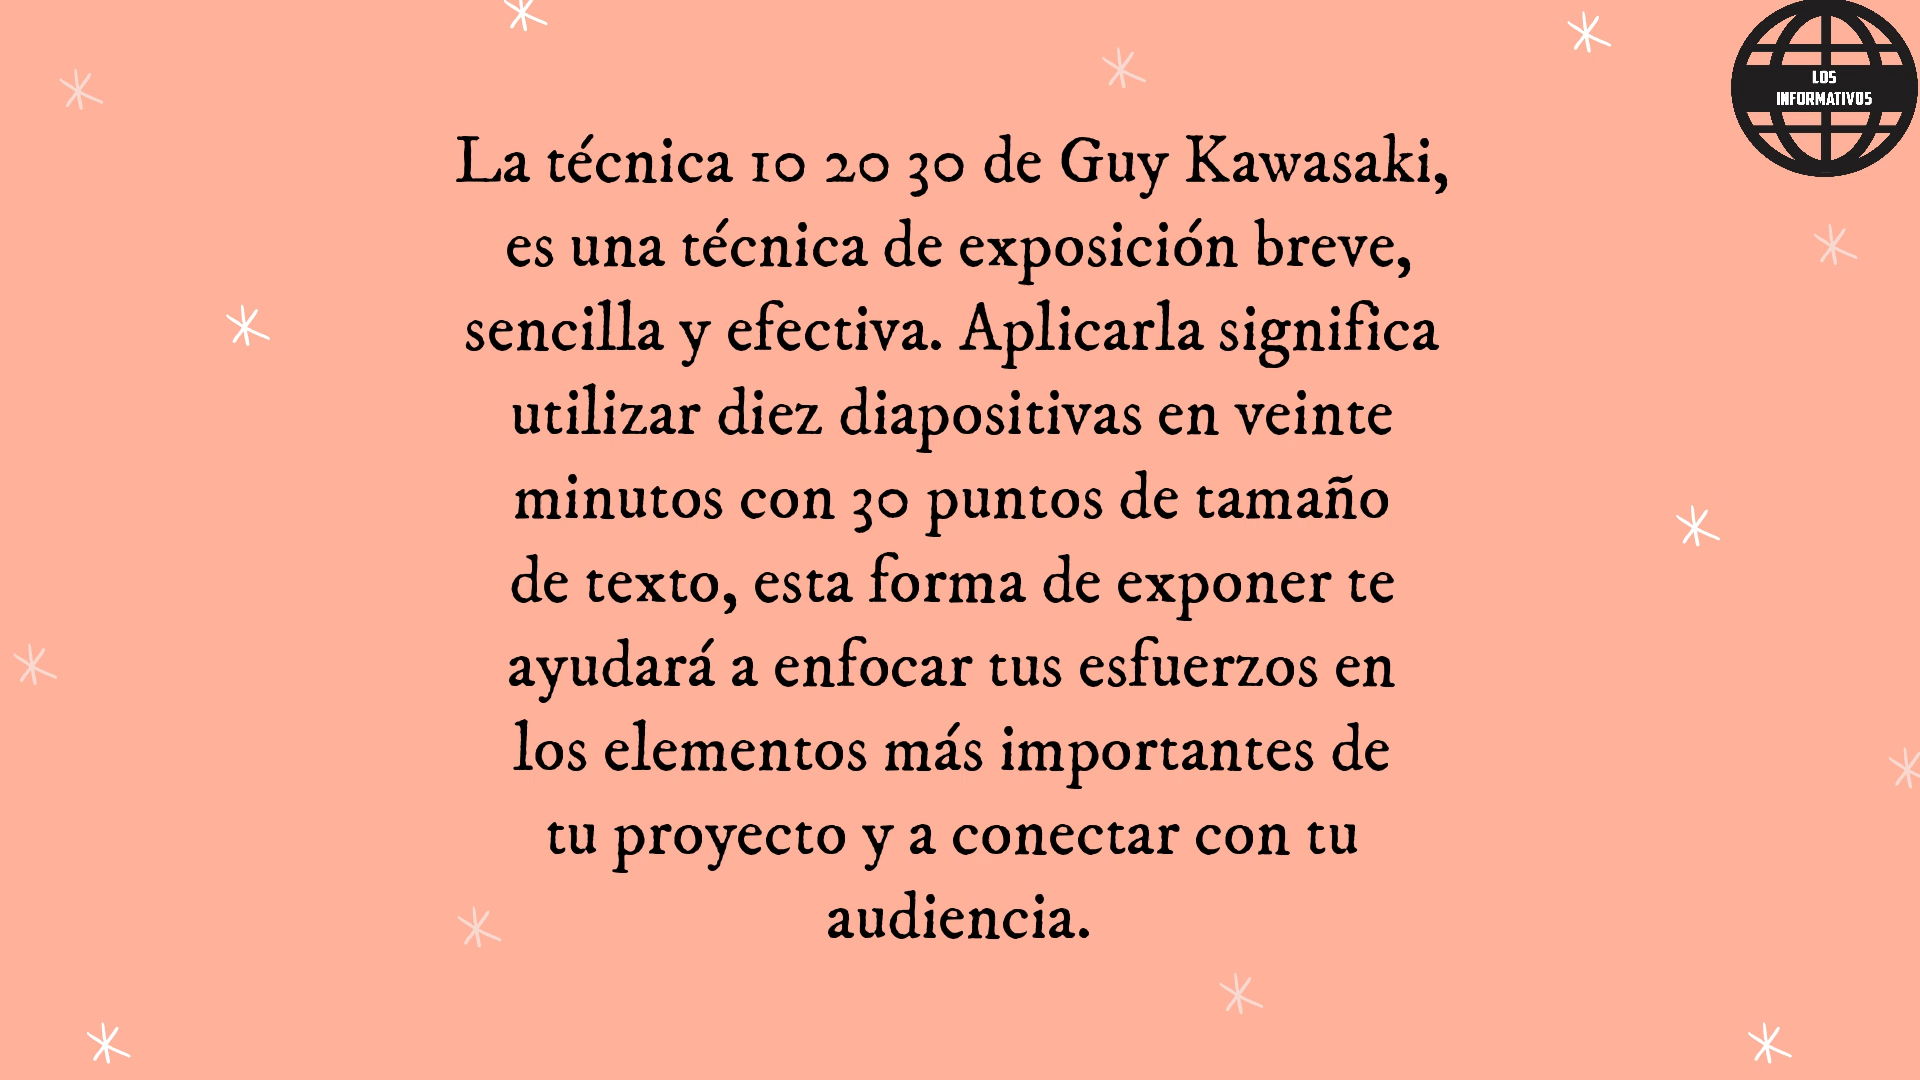 LOS
INFORMATIVOS
La técnica 10 20 30 de Guy Kawasaki,
es una técnica de exposición breve,
sencilla y efectiva. Aplicarla significa
utilizar diez diapositivas en veinte
minutos con 30 puntos de tamaño
de texto, esta forma de exponer te
ayudará a enfocar tus esfuerzos en
los elementos más importantes de
tu proyecto y a conectar con tu
audiencia.